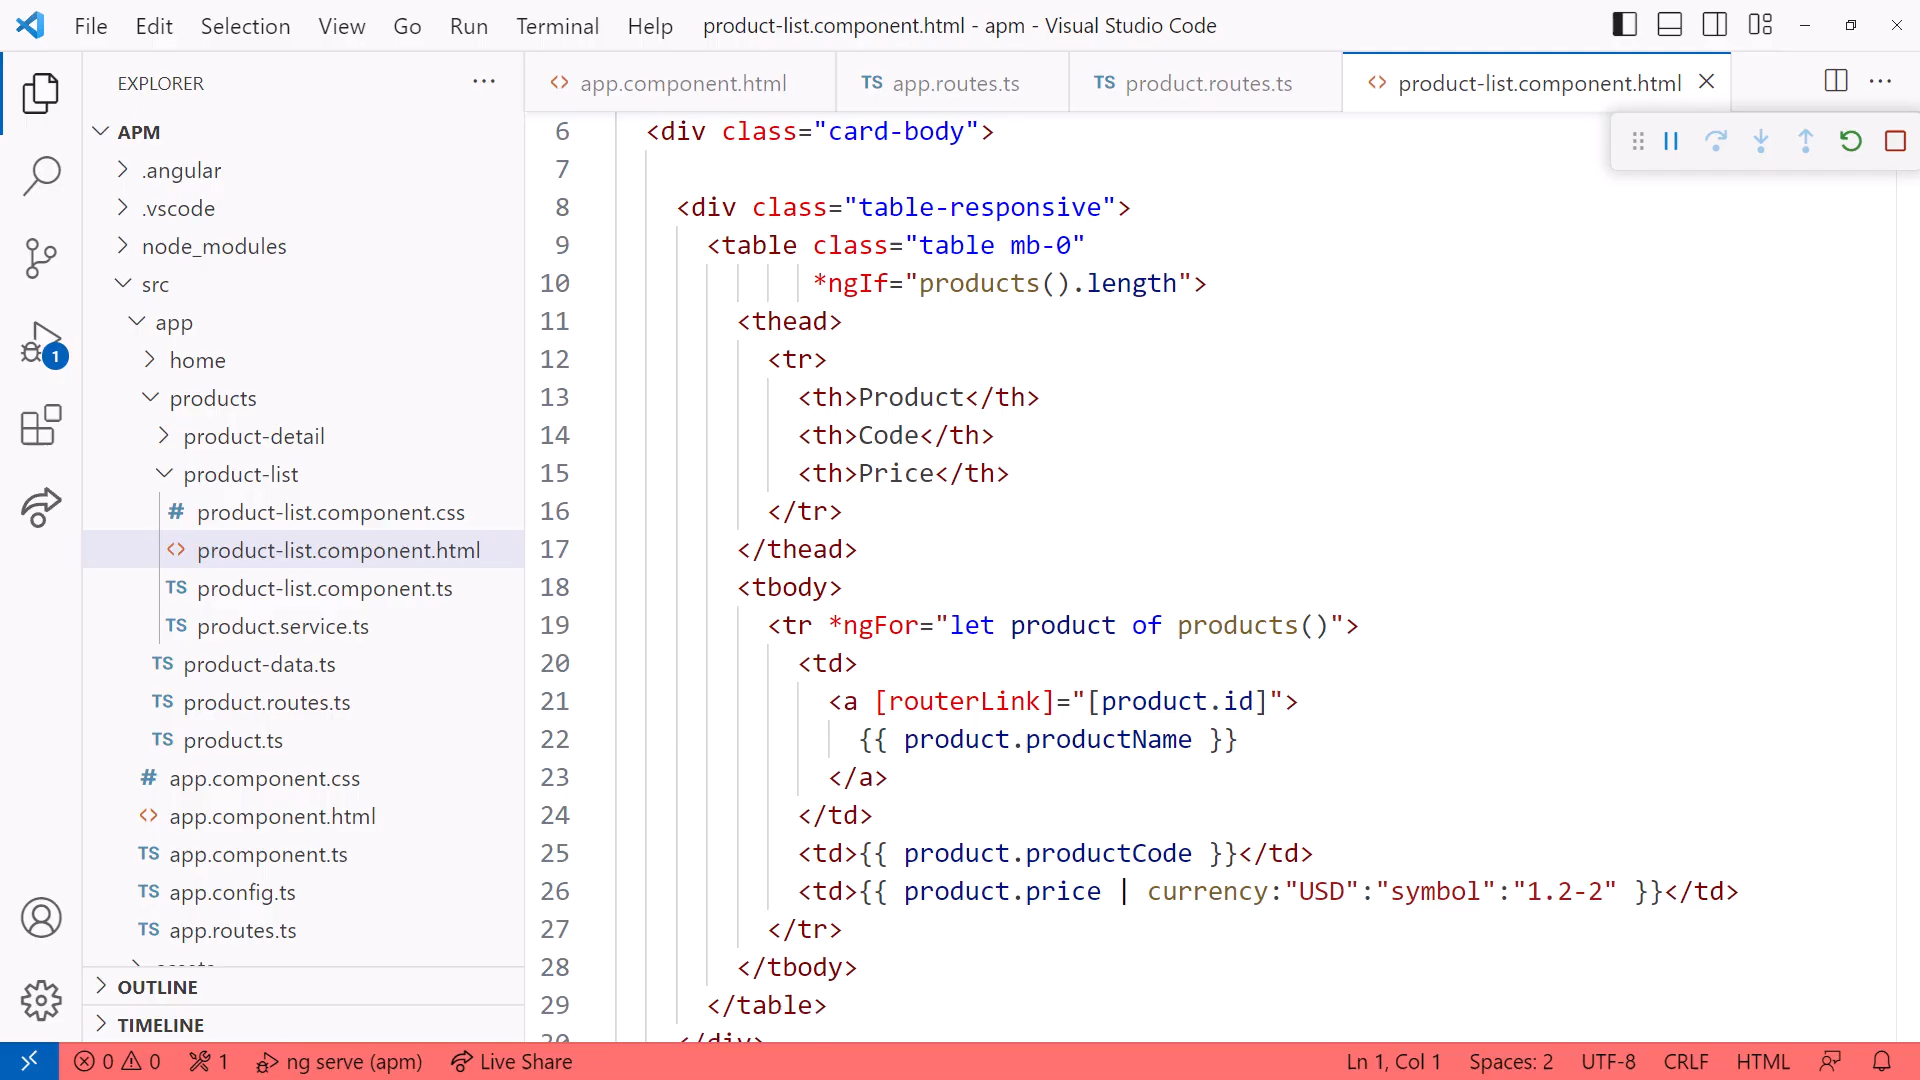 File Edit Selection View Go Run Terminal Help product-list.component.html - apm - Visual Studio Code
EXPLORER
APM
.angular
.vscode
node_modules
src
app
home
products
product-detail
product-list
# product-list.component.css
<> product-list.component.html
TS product-list.component.ts
TS product.service.ts
TS product-data.ts
TS product.routes.ts
TS product.ts
# app.component.css
<> app.component.html
TS app.component.ts
TS app.config.ts
TS app.routes.ts
OUTLINE
TIMELINE
1
<> app.component.html TS app.routes.ts TS product.routes.ts <> product-list.component.html
6 <div class="card-body">
7
8 <div class="table-responsive">
9 <table class="table mb-0"
10 *ngIf="products().length">
11 <thead>
12 <tr>
13 <th>Product</th>
14 <th>Code</th>
15 <th>Price</th>
16 </tr>
17 </thead>
18 <tbody>
19 <tr *ngFor="let product of products()">
20 <td>
21 <a [routerLink]="[product.id]">
22 {{ product.productName }}
23 </a>
24 </td>
25 <td>{{ product.productCode }}</td>
26 <td>{{ product.price | currency:"USD":"symbol":"1.2-2" }}</td>
27 </tr>
28 </tbody>
29 </table>
0 0 1 ng serve (apm) Live Share Ln 1, Col 1 Spaces: 2 UTF-8 CRLF HTML